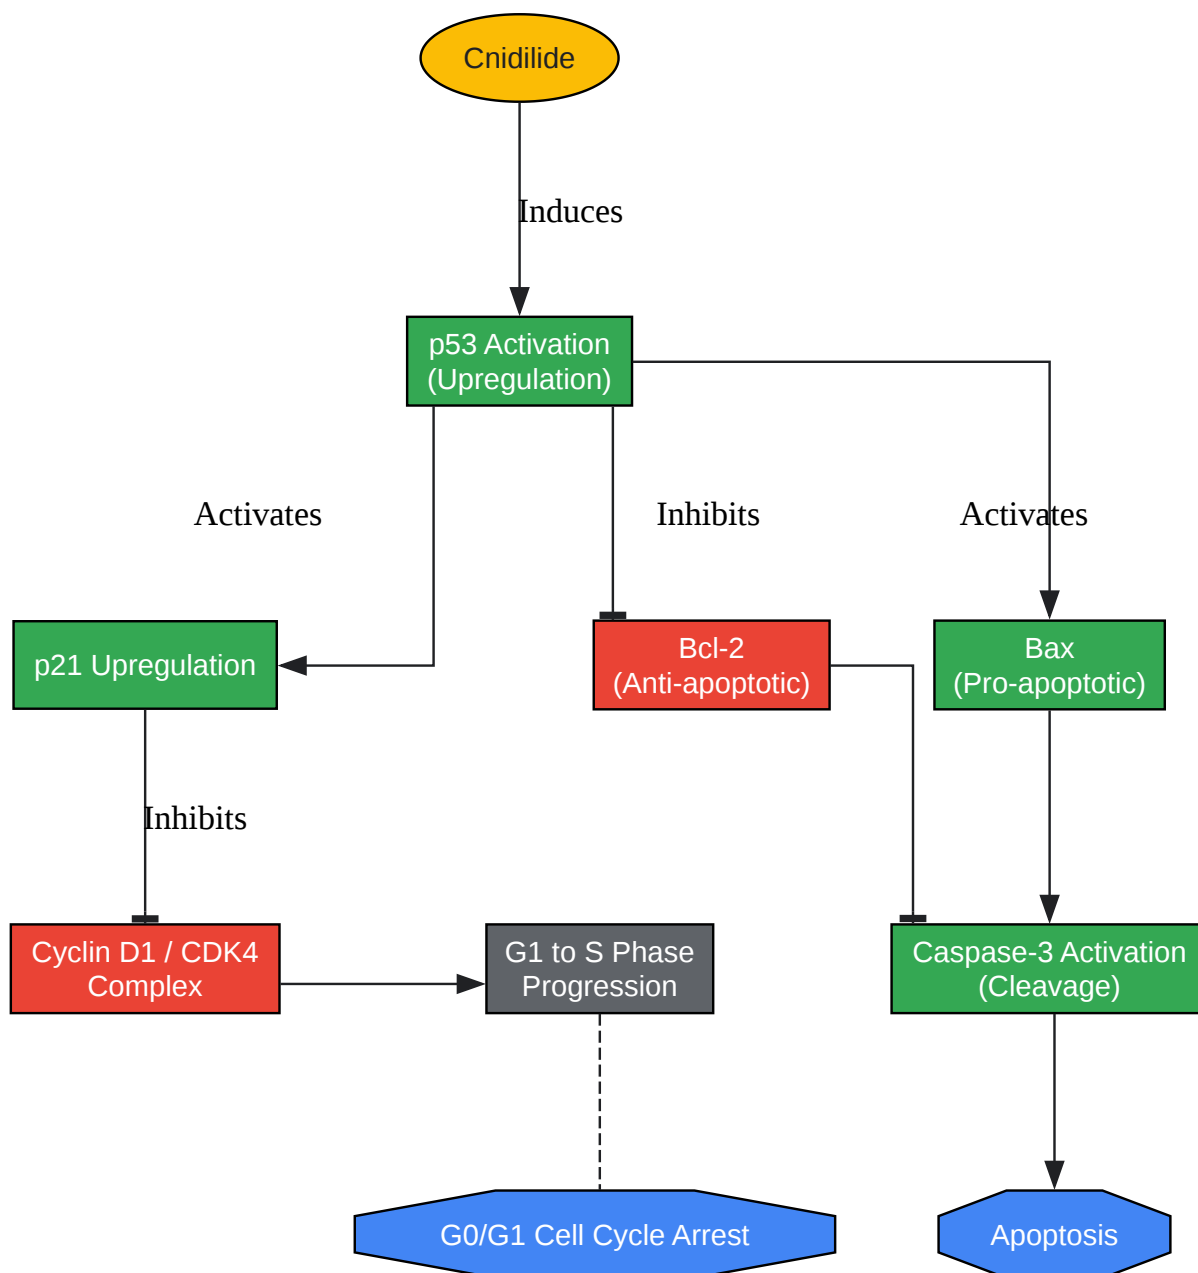 Cnidilide
Induces
p53 Activation
(Upregulation)
Activates
Inhibits
Activates
p21 Upregulation
Bcl-2
(Anti-apoptotic)
Bax
(Pro-apoptotic)
Inhibits
Cyclin D1 / CDK4
Complex
G1 to S Phase
Progression
Caspase-3 Activation
(Cleavage)
G0/G1 Cell Cycle Arrest
Apoptosis